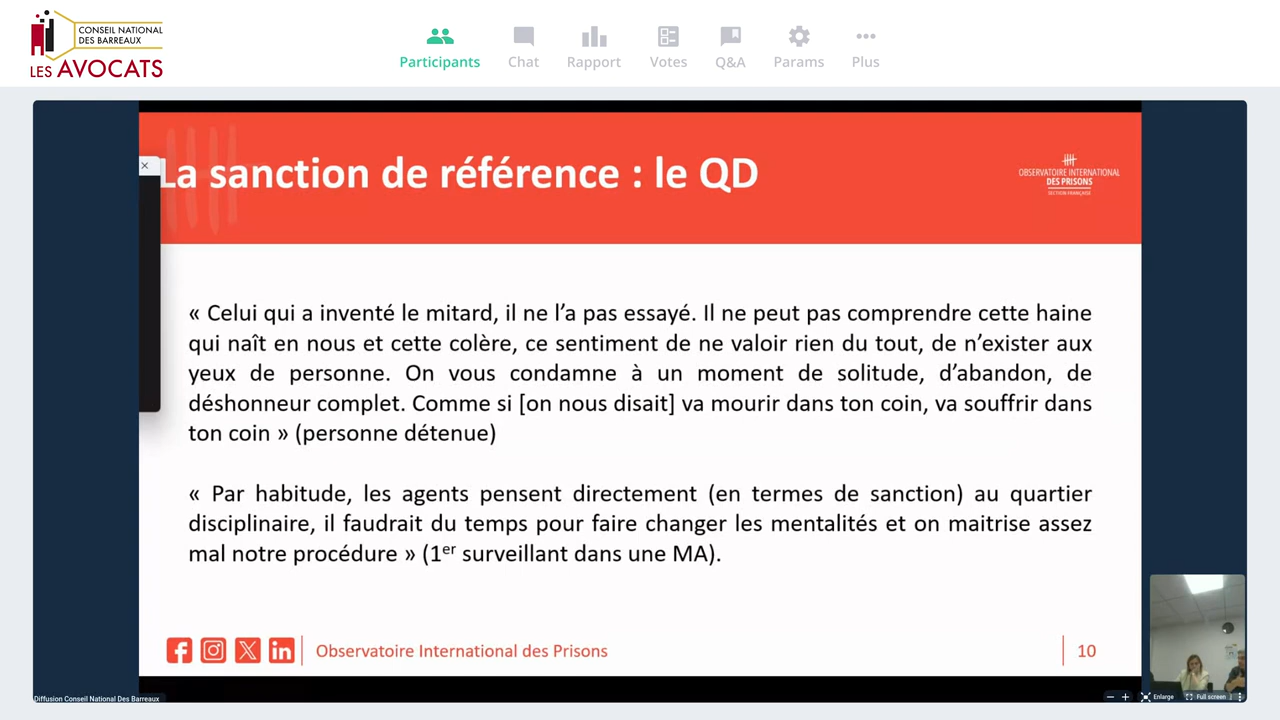 CONSEIL NATIONAL
DES BARREAUX
LES AVOCATS
Participants
Chat
Rapport
Votes
Q&A
Params
Plus
La sanction de référence : le QD
OBSERVATOIRE INTERNATIONAL
DES PRISONS
SECTION FRANÇAISE
« Celui qui a inventé le mitard, il ne l’a pas essayé. Il ne peut pas comprendre cette haine
qui naît en nous et cette colère, ce sentiment de ne valoir rien du tout, de n’exister aux
yeux de personne. On vous condamne à un moment de solitude, d’abandon, de
déshonneur complet. Comme si [on nous disait] va mourir dans ton coin, va souffrir dans
ton coin » (personne détenue)
« Par habitude, les agents pensent directement (en termes de sanction) au quartier
disciplinaire, il faudrait du temps pour faire changer les mentalités et on maitrise assez
mal notre procédure » (1er surveillant dans une MA).
Observatoire International des Prisons
10
Diffusion Conseil National Des Barreaux
Enlarge
Full screen